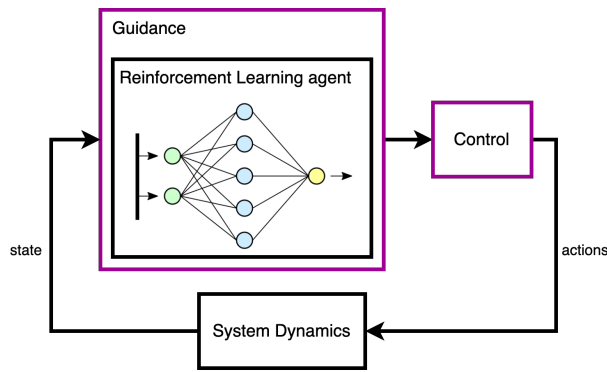 Guidance
Reinforcement Learning agent
Control
state
actions
System Dynamics